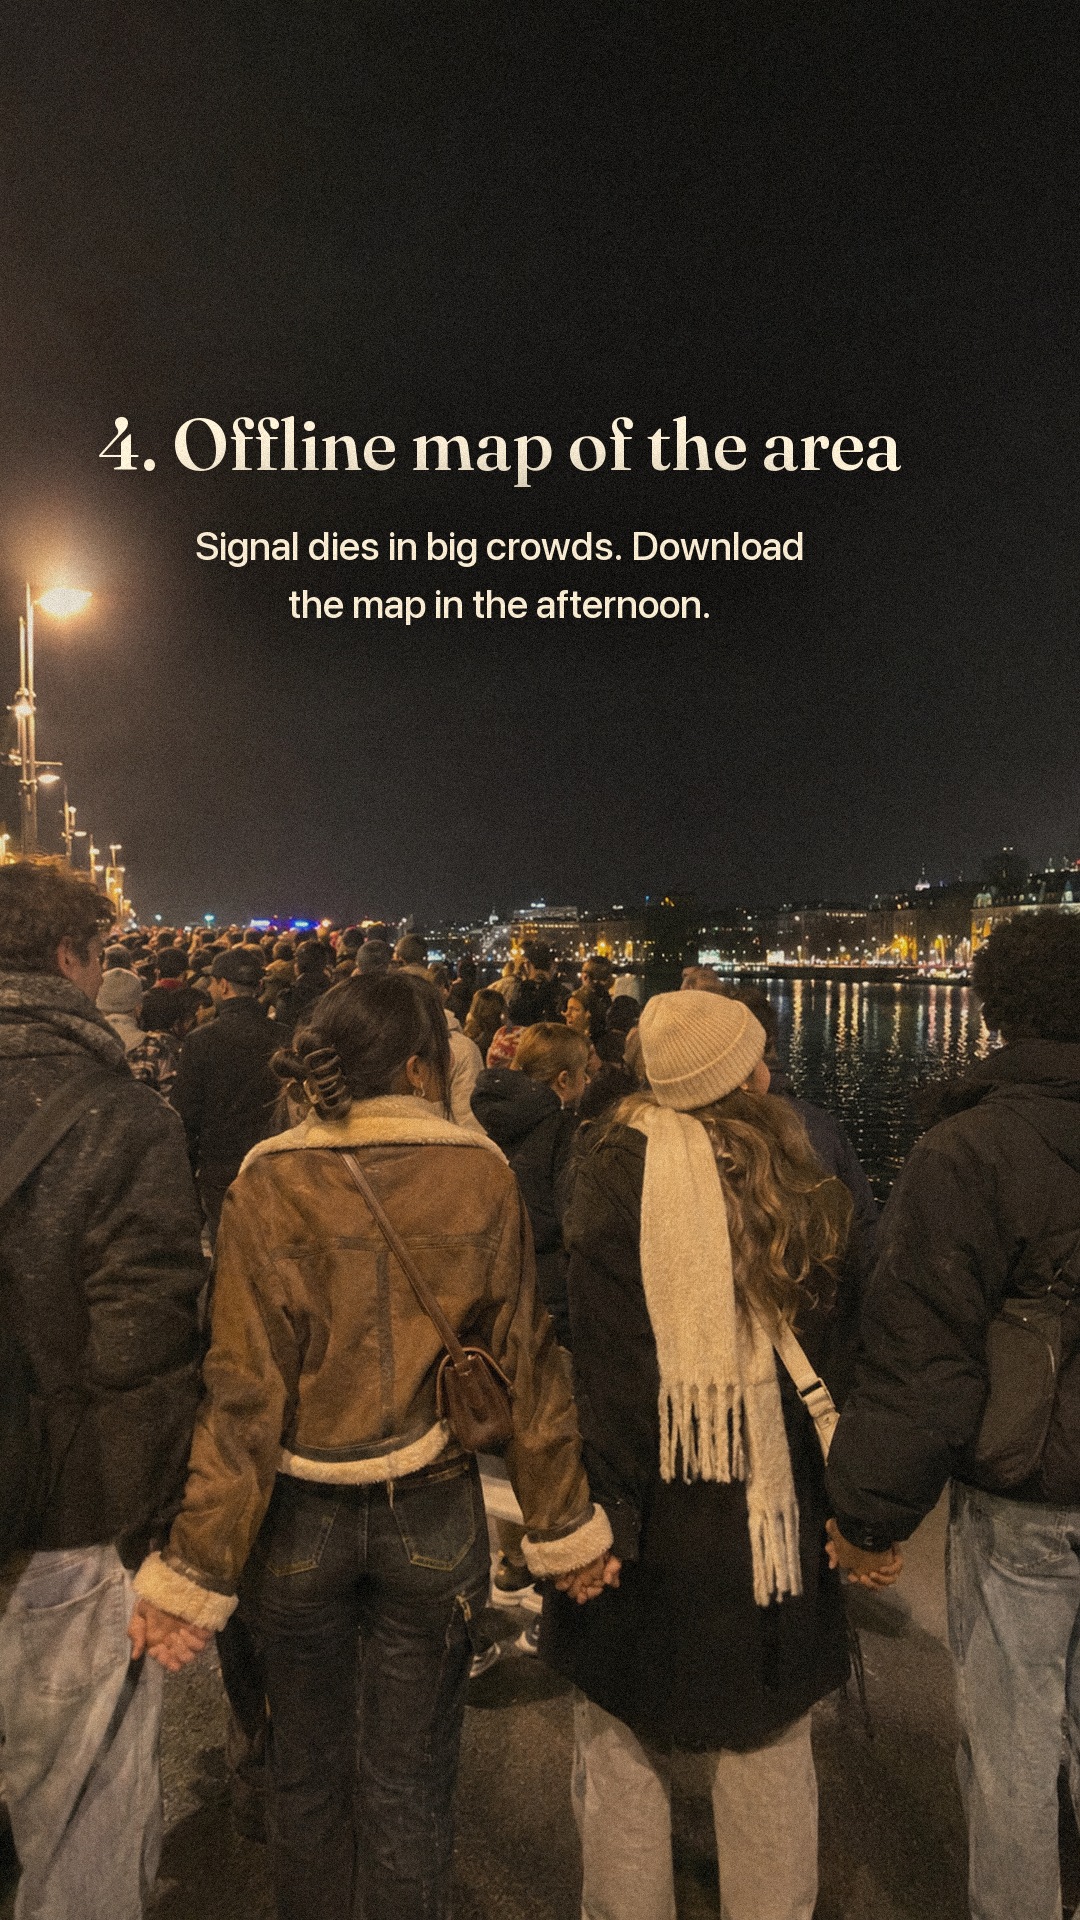 4. Offline map of the area
Signal dies in big crowds. Download
the map in the afternoon.